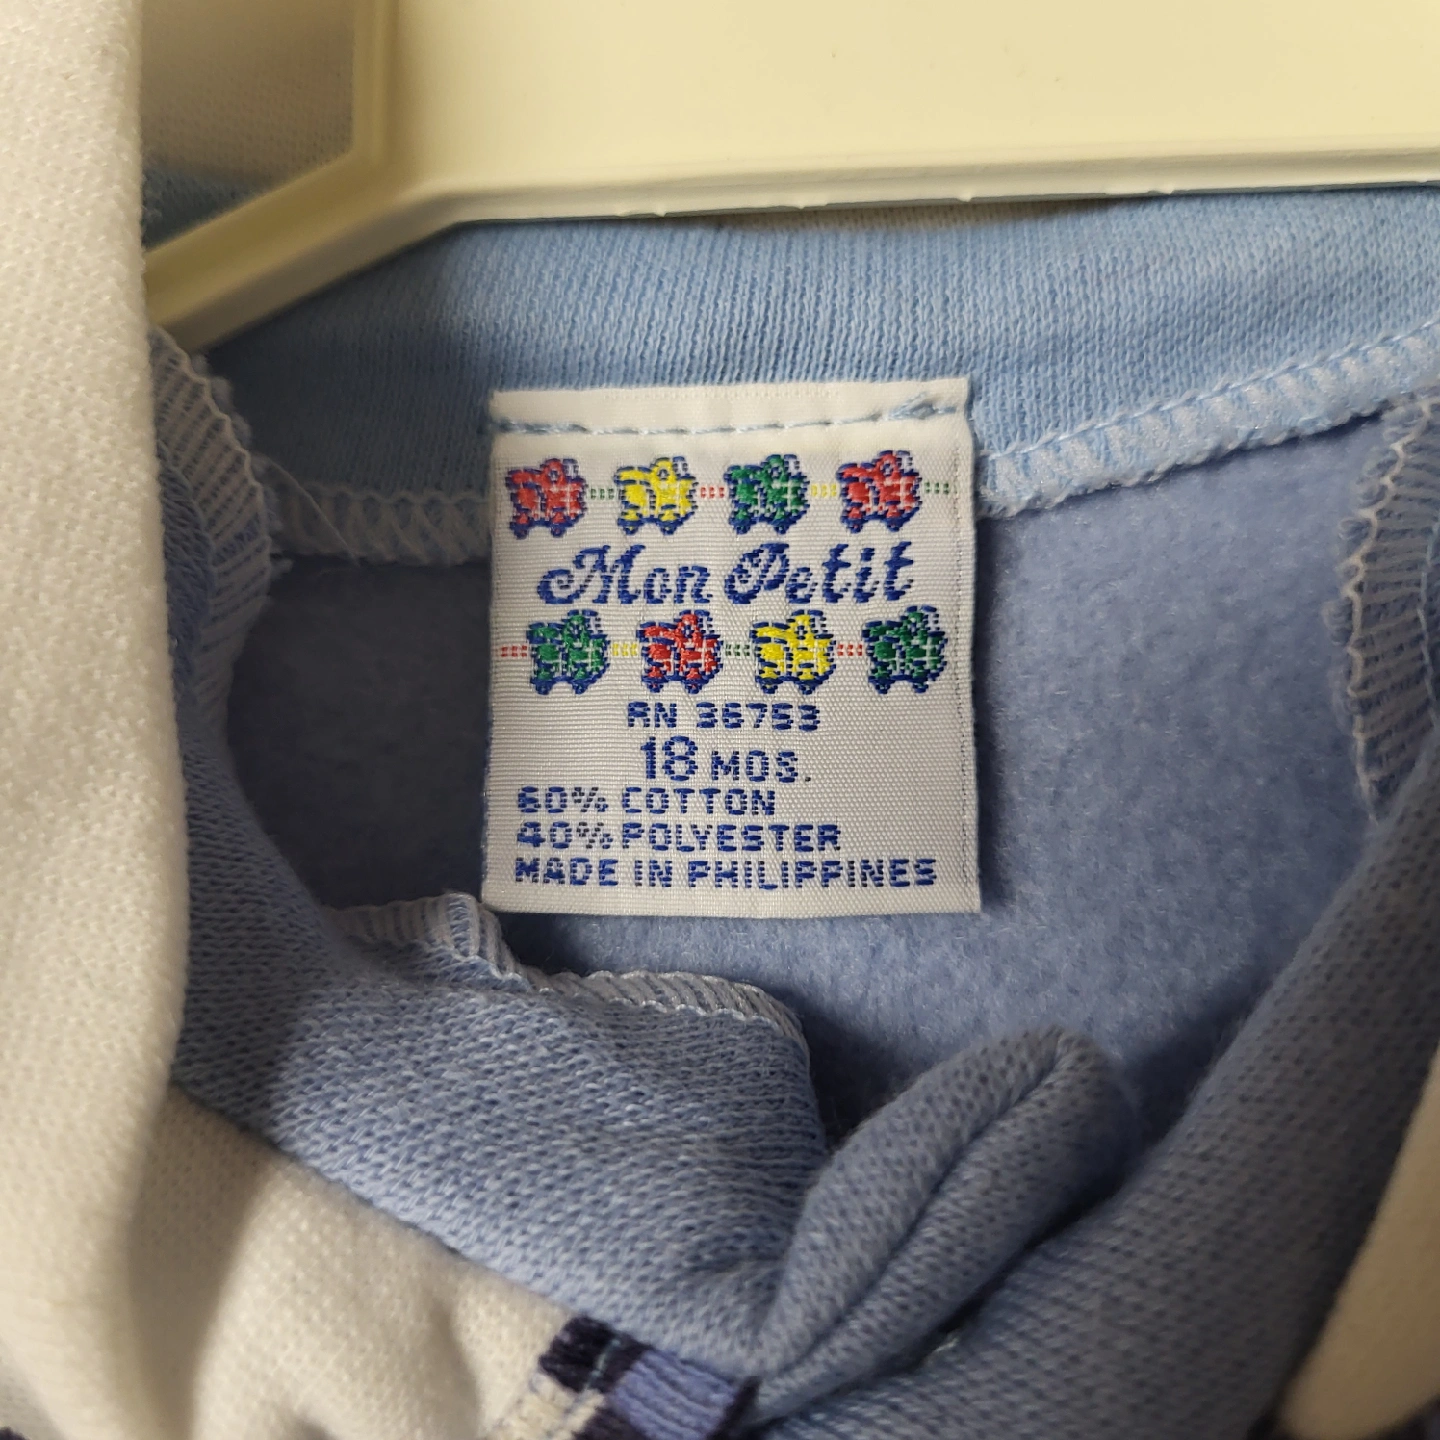 Mon Petit
RN 36753
18 MOS.
60% COTTON
40% POLYESTER
MADE IN PHILIPPINES